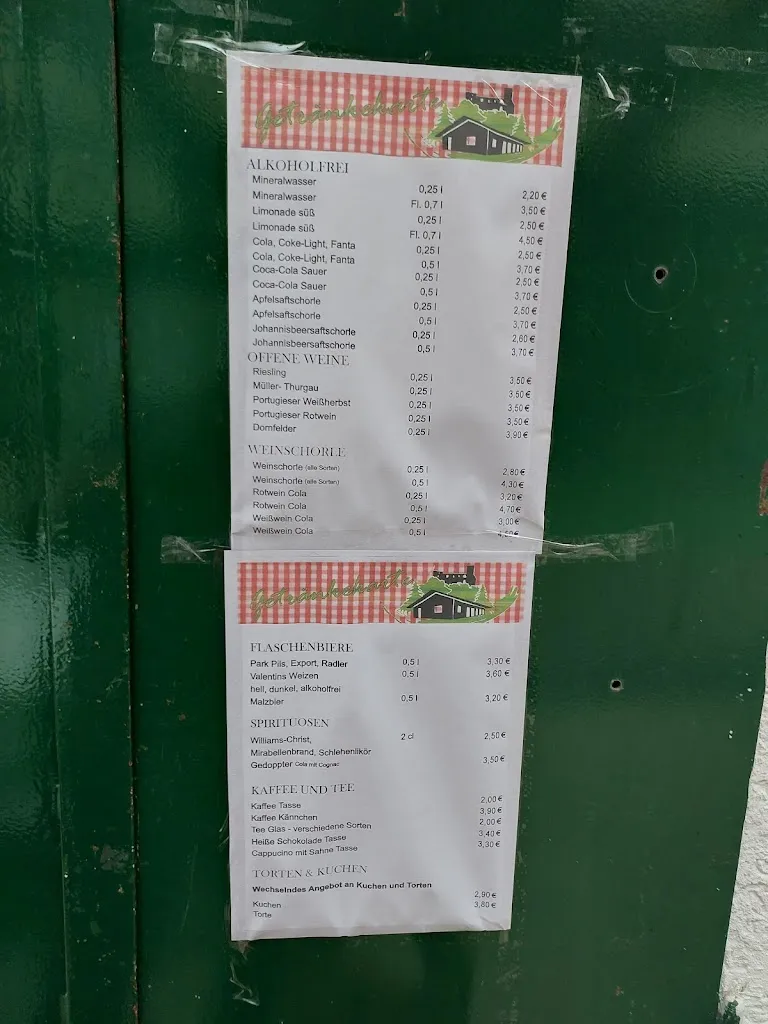 Getränkekarte
ALKOHOLFREI
Mineralwasser 0,25 l 2,20 €
Mineralwasser Fl. 0,7 l 3,50 €
Limonade süß 0,25 l 2,50 €
Limonade süß Fl. 0,7 l 4,50 €
Cola, Coke-Light, Fanta 0,25 l 2,50 €
Cola, Coke-Light, Fanta 0,5 l 3,70 €
Coca-Cola Sauer 0,25 l 2,50 €
Coca-Cola Sauer 0,5 l 3,70 €
Apfelsaftschorle 0,25 l 2,50 €
Apfelsaftschorle 0,5 l 3,70 €
Johannisbeersaftschorle 0,25 l 2,60 €
Johannisbeersaftschorle 0,5 l 3,70 €
OFFENE WEINE
Riesling 0,25 l 3,50 €
Müller- Thurgau 0,25 l 3,50 €
Portugieser Weißherbst 0,25 l 3,50 €
Portugieser Rotwein 0,25 l 3,50 €
Dornfelder 0,25 l 3,90 €
WEINSCHORLE
Weinschorle (alle Sorten) 0,25 l 2,80 €
Weinschorle (alle Sorten) 0,5 l 4,30 €
Rotwein Cola 0,25 l 3,20 €
Rotwein Cola 0,5 l 4,70 €
Weißwein Cola 0,25 l 3,00 €
Weißwein Cola 0,5 l
Getränkekarte
FLASCHENBIERE
Park Pils, Export, Radler 0,5 l 3,30 €
Valentins Weizen 0,5 l 3,60 €
hell, dunkel, alkoholfrei
Malzbier 0,5 l 3,20 €
SPIRITUOSEN
Williams-Christ, 2 cl 2,50 €
Mirabellenbrand, Schlehenlikör
Gedoppter Cola mit Cognac 3,50 €
KAFFEE UND TEE
Kaffee Tasse 2,00 €
Kaffee Kännchen 3,90 €
Tee Glas - verschiedene Sorten 2,00 €
Heiße Schokolade Tasse 3,40 €
Cappucino mit Sahne Tasse 3,30 €
TORTEN & KUCHEN
Wechselndes Angebot an Kuchen und Torten
Kuchen 2,90 €
Torte 3,80 €